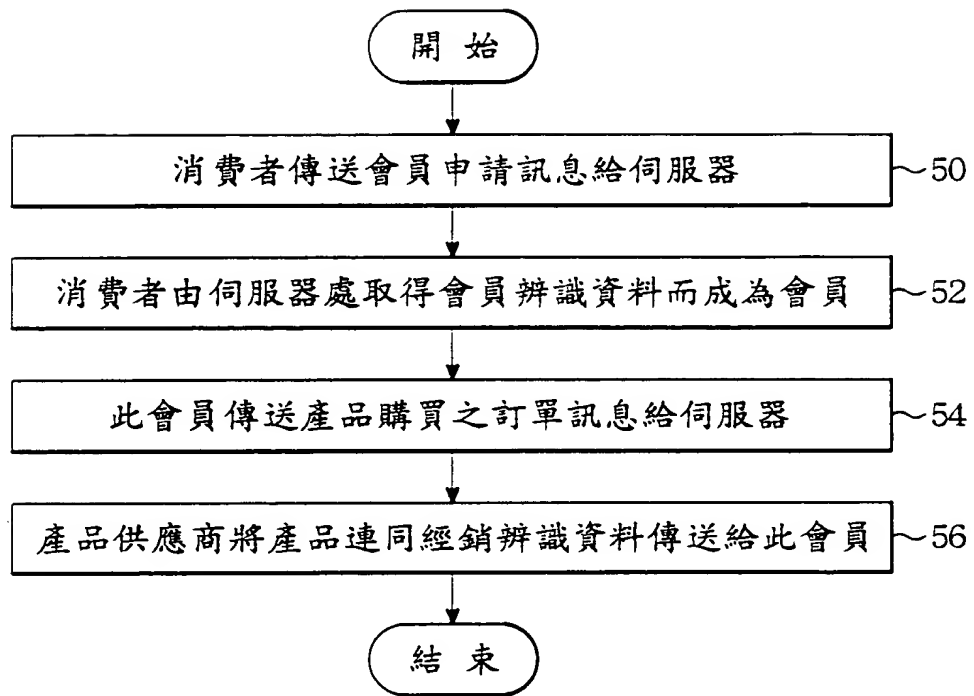 開始
消費者傳送會員申請訊息給伺服器 ~50
消費者由伺服器處取得會員辨識資料而成為會員 ~52
此會員傳送產品購買之訂單訊息給伺服器 ~54
產品供應商將產品連同經銷辨識資料傳送給此會員 ~56
結束